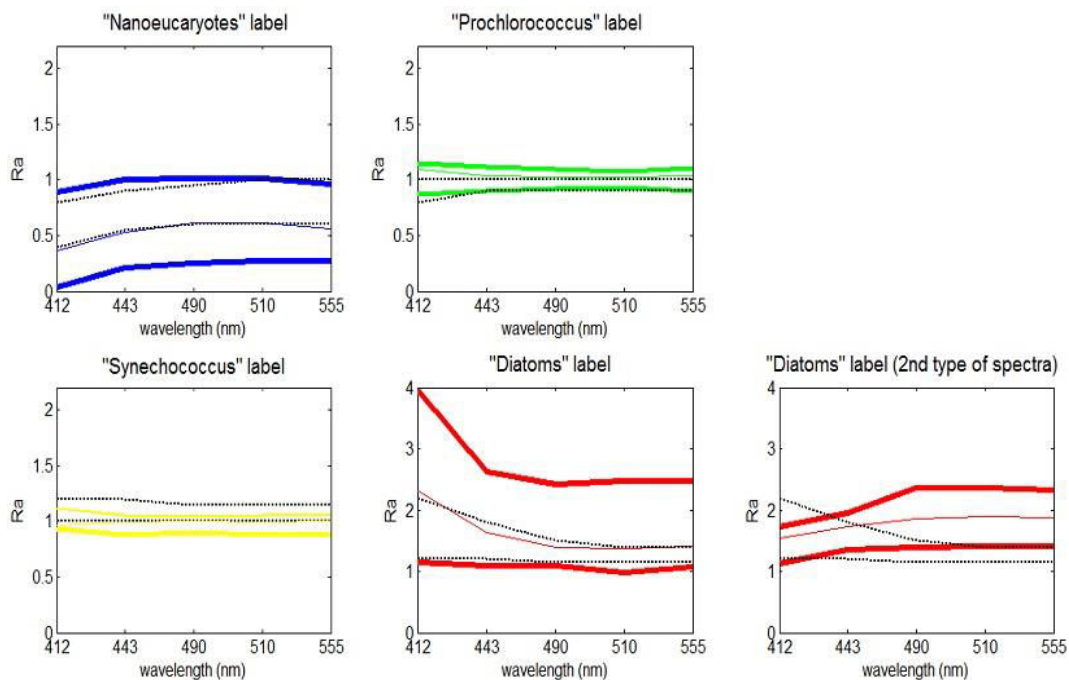 "Nanoeucaryotes" label
2
1.5
1
0.5
0
Ra
412 443 490 510 555
wavelength (nm)
"Prochlorococcus" label
2
1.5
1
0.5
0
Ra
412 443 490 510 555
wavelength (nm)
"Synechococcus" label
2
1.5
1
0.5
0
Ra
412 443 490 510 555
wavelength (nm)
"Diatoms" label
4
3
2
1
0
Ra
412 443 490 510 555
wavelength (nm)
"Diatoms" label (2nd type of spectra)
4
3
2
1
0
Ra
412 443 490 510 555
wavelength (nm)